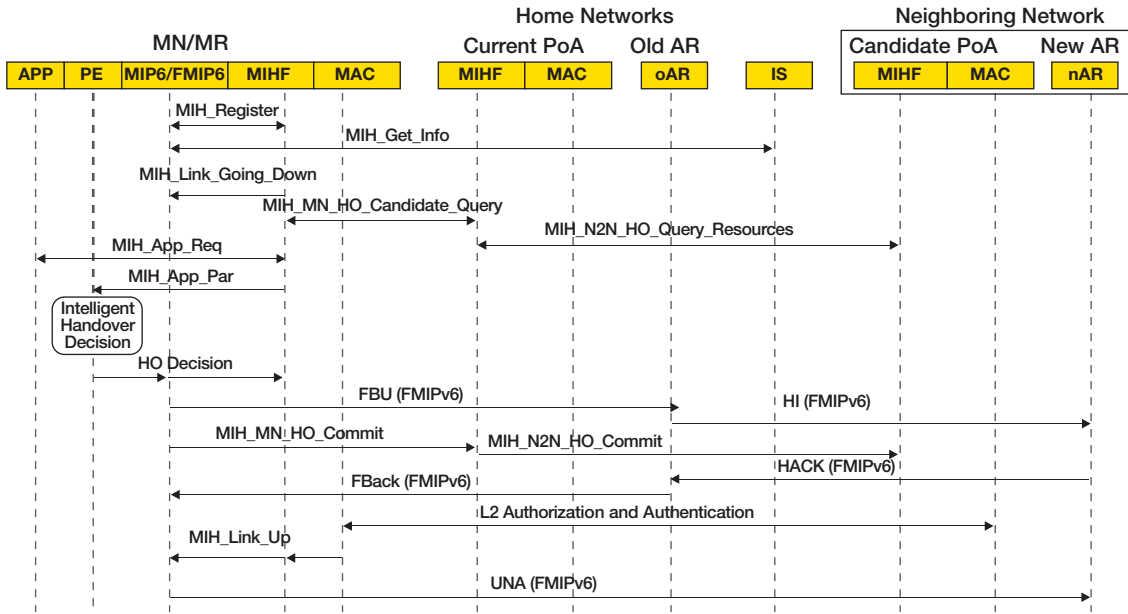 Home Networks
Neighboring Network
MN/MR
Current PoA
Old AR
Candidate PoA
New AR
APP
PE
MIP6/FMIP6
MIHF
MAC
MIHF
MAC
oAR
IS
MIHF
MAC
nAR
MIH_Register
MIH_Get_Info
MIH_Link_Going_Down
MIH_MN_HO_Candidate_Query
MIH_N2N_HO_Query_Resources
MIH_App_Req
MIH_App_Par
Intelligent
Handover
Decision
HO Decision
FBU (FMIPv6)
HI (FMIPv6)
MIH_MN_HO_Commit
MIH_N2N_HO_Commit
HACK (FMIPv6)
FBack (FMIPv6)
L2 Authorization and Authentication
MIH_Link_Up
UNA (FMIPv6)